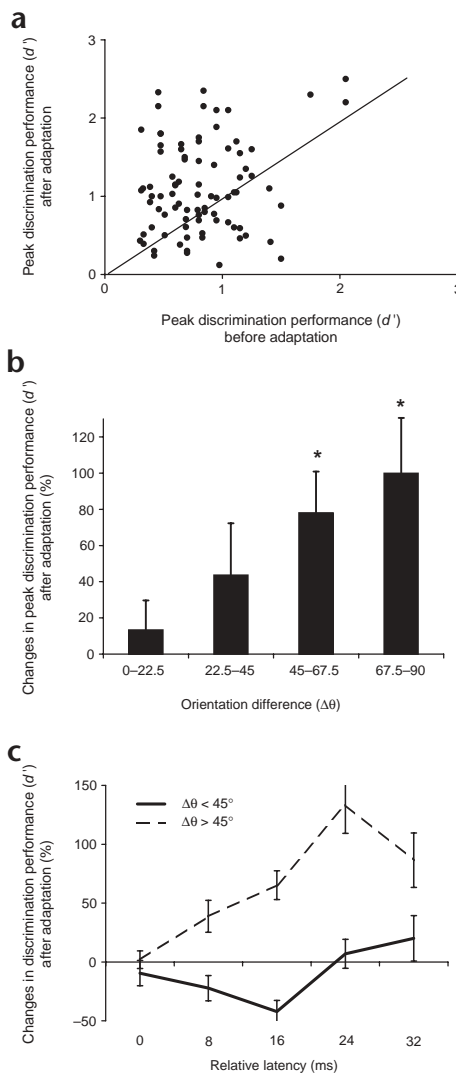 a
Peak discrimination performance (d')
after adaptation
3
2
1
0
0
1
2
3
Peak discrimination performance (d')
before adaptation
b
Changes in peak discrimination performance (d')
after adaptation (%)
120
100
80
60
40
20
0
*
*
0–22.5
22.5–45
45–67.5
67.5–90
Orientation difference (Δθ)
c
Changes in discrimination performance (d')
after adaptation (%)
150
100
50
0
–50
Δθ < 45°
Δθ > 45°
0
8
16
24
32
Relative latency (ms)